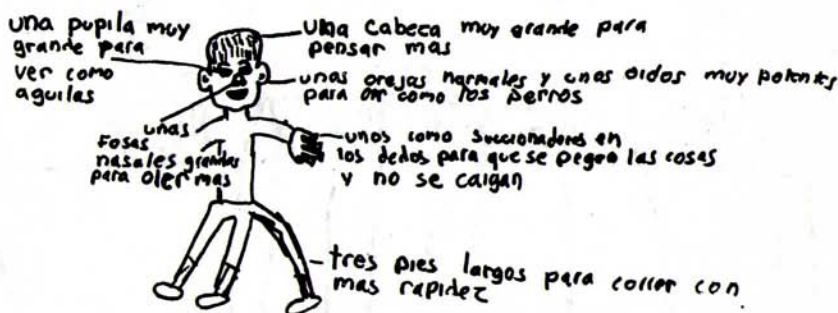 una pupila muy
grande para
ver como
aguilas
una cabeca muy grande para
pensar mas
unas orejas normales y unos oidos muy potentes
para oir como los perros
unas
fosas
nasales grandes
para oler mas
unos como succionadores en
los dedos para que se pegen las cosas
y no se caigan
tres pies largos para correr con
mas rapidez